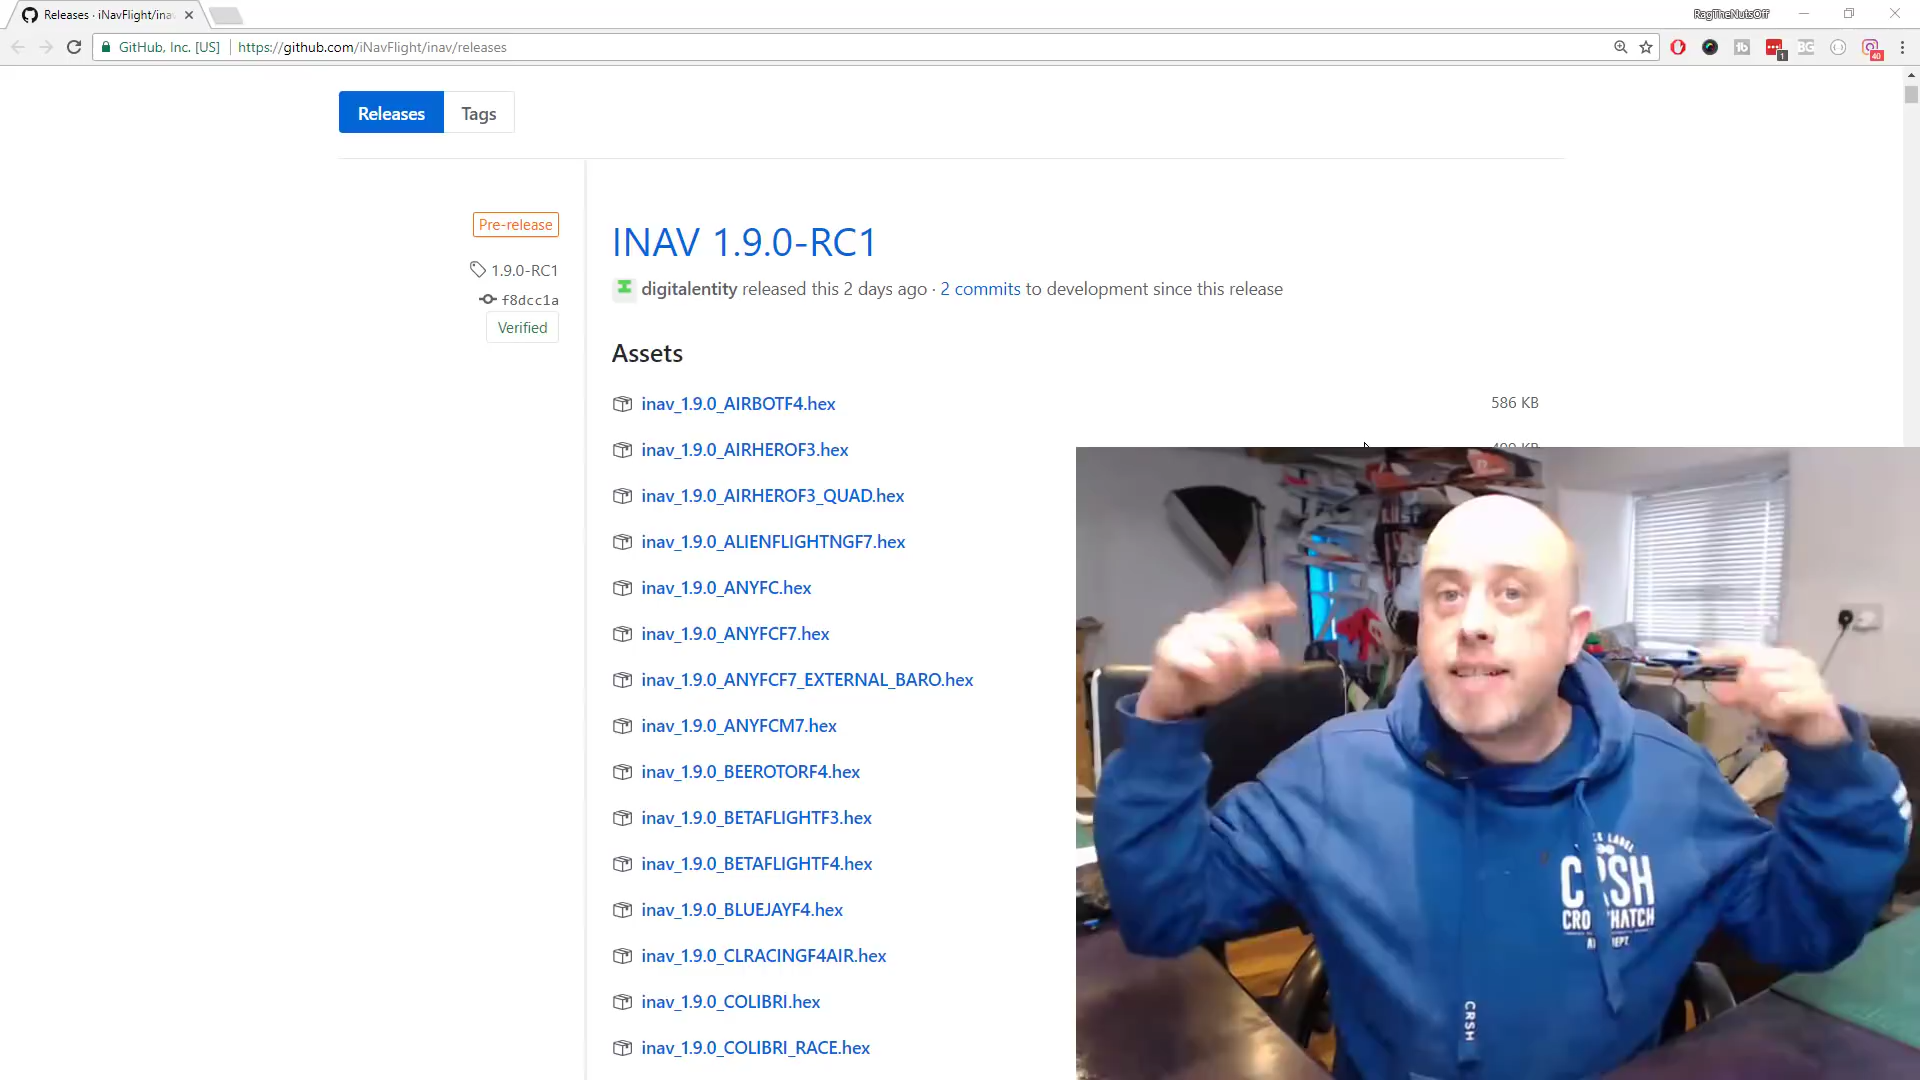 Releases · iNavFlight/ina
RagTheNutsOff
GitHub, Inc. [US]
https://github.com/iNavFlight/inav/releases
1
40
Releases
Tags
Pre-release
1.9.0-RC1
f8dcc1a
Verified
INAV 1.9.0-RC1
digitalentity released this 2 days ago · 2 commits to development since this release
Assets
inav_1.9.0_AIRBOTF4.hex
586 KB
inav_1.9.0_AIRHEROF3.hex
inav_1.9.0_AIRHEROF3_QUAD.hex
inav_1.9.0_ALIENFLIGHTNGF7.hex
inav_1.9.0_ANYFC.hex
inav_1.9.0_ANYFCF7.hex
inav_1.9.0_ANYFCF7_EXTERNAL_BARO.hex
inav_1.9.0_ANYFCM7.hex
inav_1.9.0_BEEROTORF4.hex
inav_1.9.0_BETAFLIGHTF3.hex
inav_1.9.0_BETAFLIGHTF4.hex
inav_1.9.0_BLUEJAYF4.hex
inav_1.9.0_CLRACINGF4AIR.hex
inav_1.9.0_COLIBRI.hex
inav_1.9.0_COLIBRI_RACE.hex
LABEL
CRSH